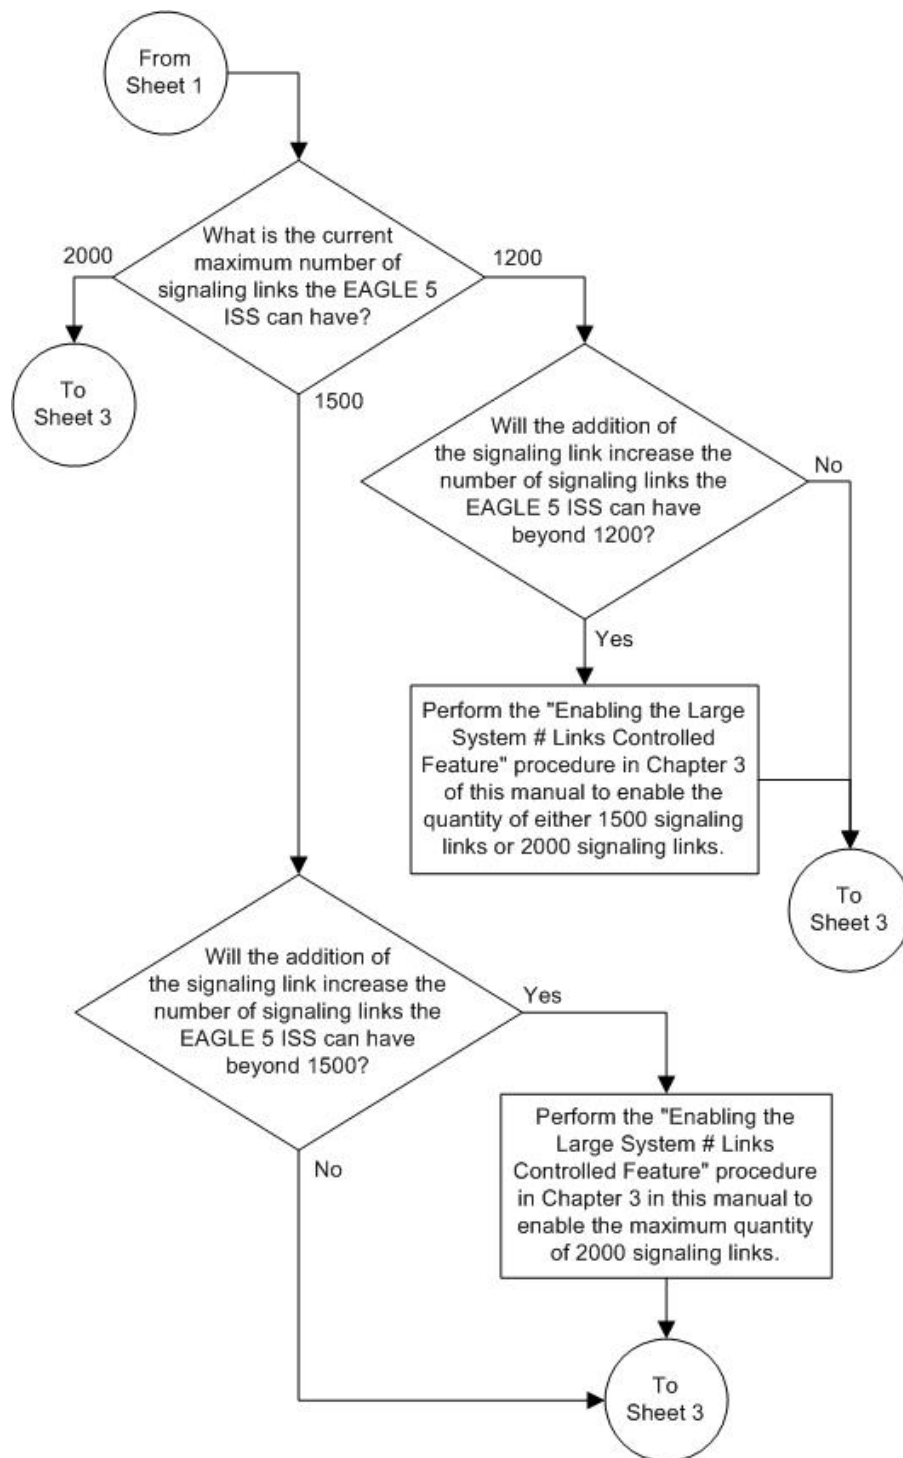 From
Sheet 1
What is the current
maximum number of
signaling links the EAGLE 5
ISS can have?
2000
1200
1500
To
Sheet 3
Will the addition of
the signaling link increase the
number of signaling links the
EAGLE 5 ISS can have
beyond 1200?
No
Yes
Perform the "Enabling the Large
System # Links Controlled
Feature" procedure in Chapter 3
of this manual to enable the
quantity of either 1500 signaling
links or 2000 signaling links.
To
Sheet 3
Will the addition of
the signaling link increase the
number of signaling links the
EAGLE 5 ISS can have
beyond 1500?
Yes
No
Perform the "Enabling the
Large System # Links
Controlled Feature" procedure
in Chapter 3 in this manual to
enable the maximum quantity
of 2000 signaling links.
To
Sheet 3